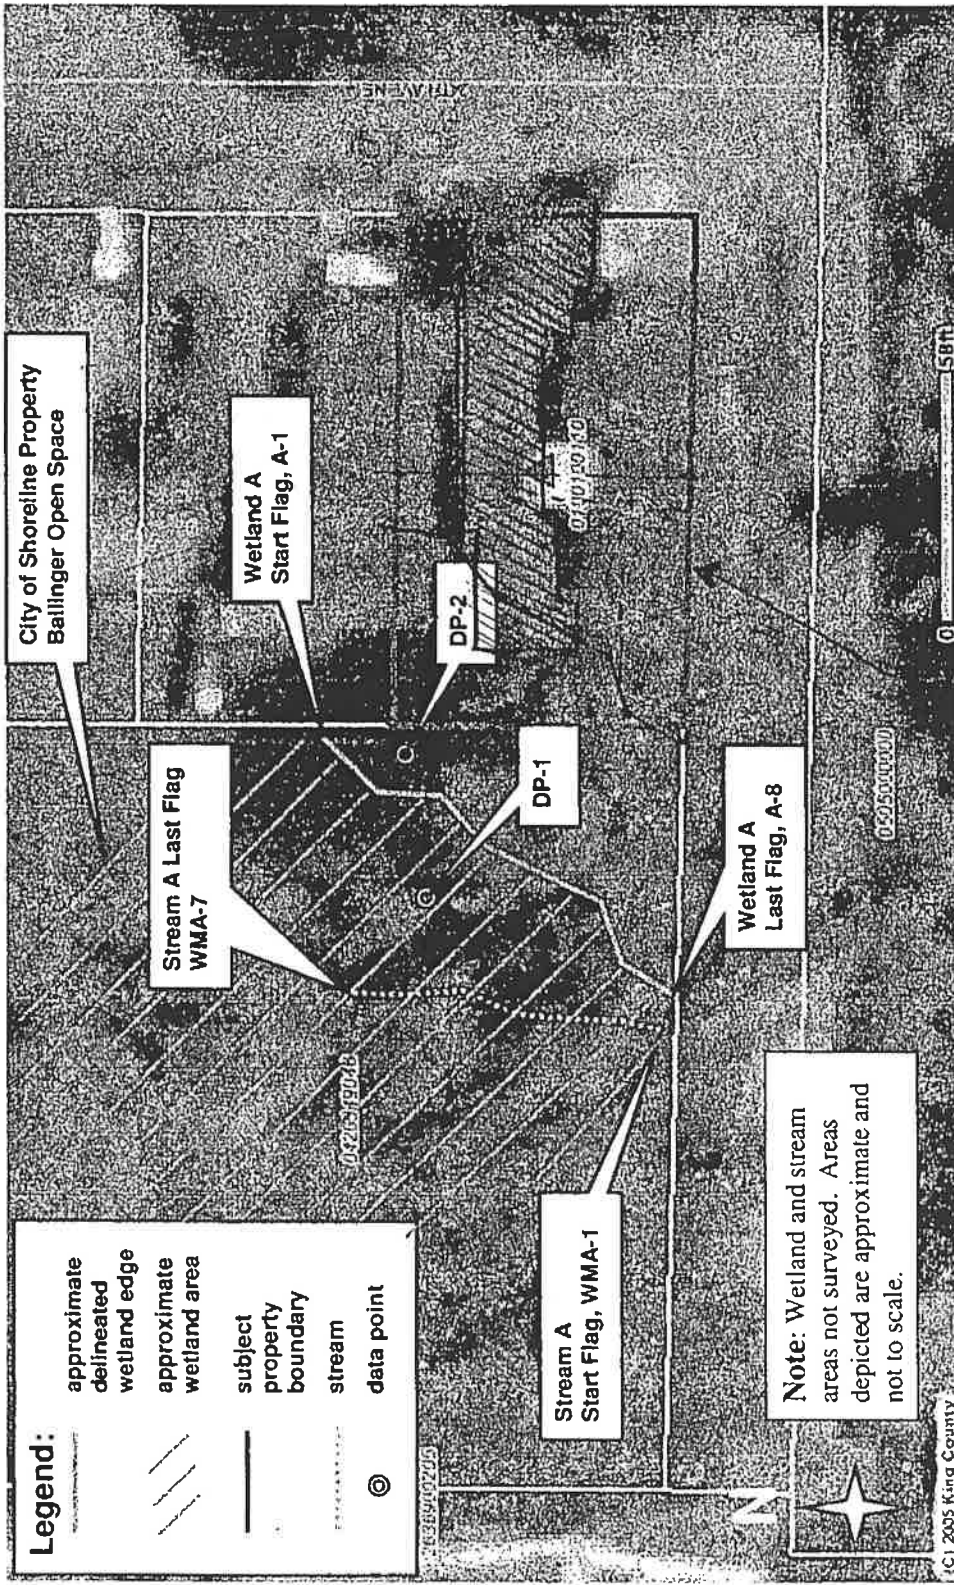 Legend:
approximate
delineated
wetland edge
approximate
wetland area
subject
property
boundary
stream
data point
City of Shoreline Property
Ballinger Open Space
Stream A Last Flag
WMA-7
Wetland A
Start Flag, A-1
DP-2
DP-1
Stream A
Start Flag, WMA-1
Wetland A
Last Flag, A-8
Note: Wetland and stream
areas not surveyed. Areas
depicted are approximate and
not to scale.
N
0 58ft
(C) 2005 King County